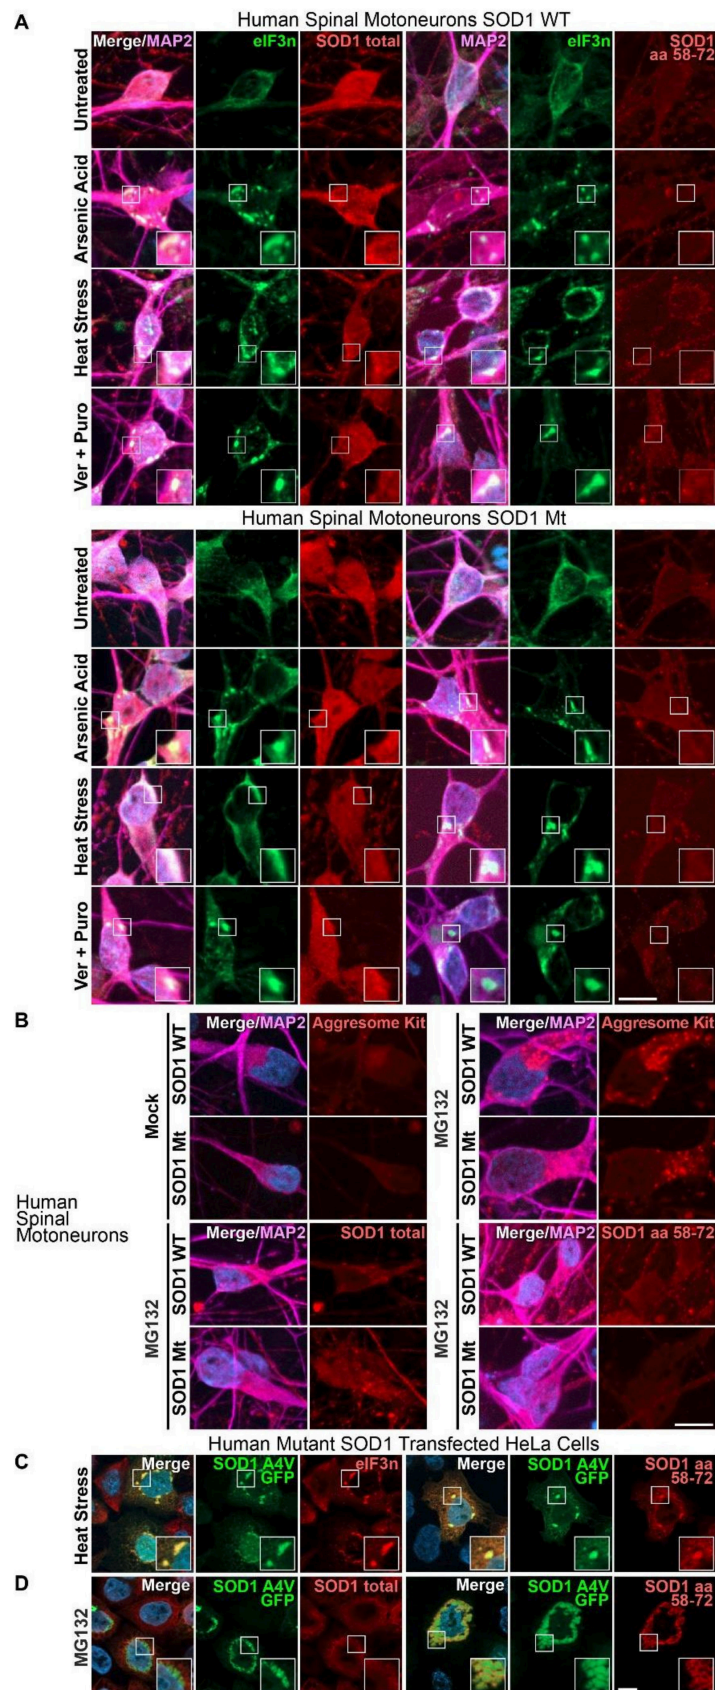 A
Human Spinal Motoneurons SOD1 WT
Merge/MAP2 eIF3n SOD1 total MAP2 eIF3n SOD1 aa 58-72
Untreated
Arsenic Acid
Heat Stress
Ver + Puro
Human Spinal Motoneurons SOD1 Mt
Untreated
Arsenic Acid
Heat Stress
Ver + Puro
B
Human
Spinal
Motoneurons
Mock
SOD1 WT
Merge/MAP2 Aggresome Kit
SOD1 Mt
MG132
SOD1 WT
Merge/MAP2 Aggresome Kit
SOD1 Mt
MG132
SOD1 WT
Merge/MAP2 SOD1 total
SOD1 Mt
MG132
SOD1 WT
Merge/MAP2 SOD1 aa 58-72
SOD1 Mt
Human Mutant SOD1 Transfected HeLa Cells
C
Heat Stress
Merge SOD1 A4V GFP eIF3n Merge SOD1 A4V GFP SOD1 aa 58-72
D
MG132
Merge SOD1 A4V GFP SOD1 total Merge SOD1 A4V GFP SOD1 aa 58-72